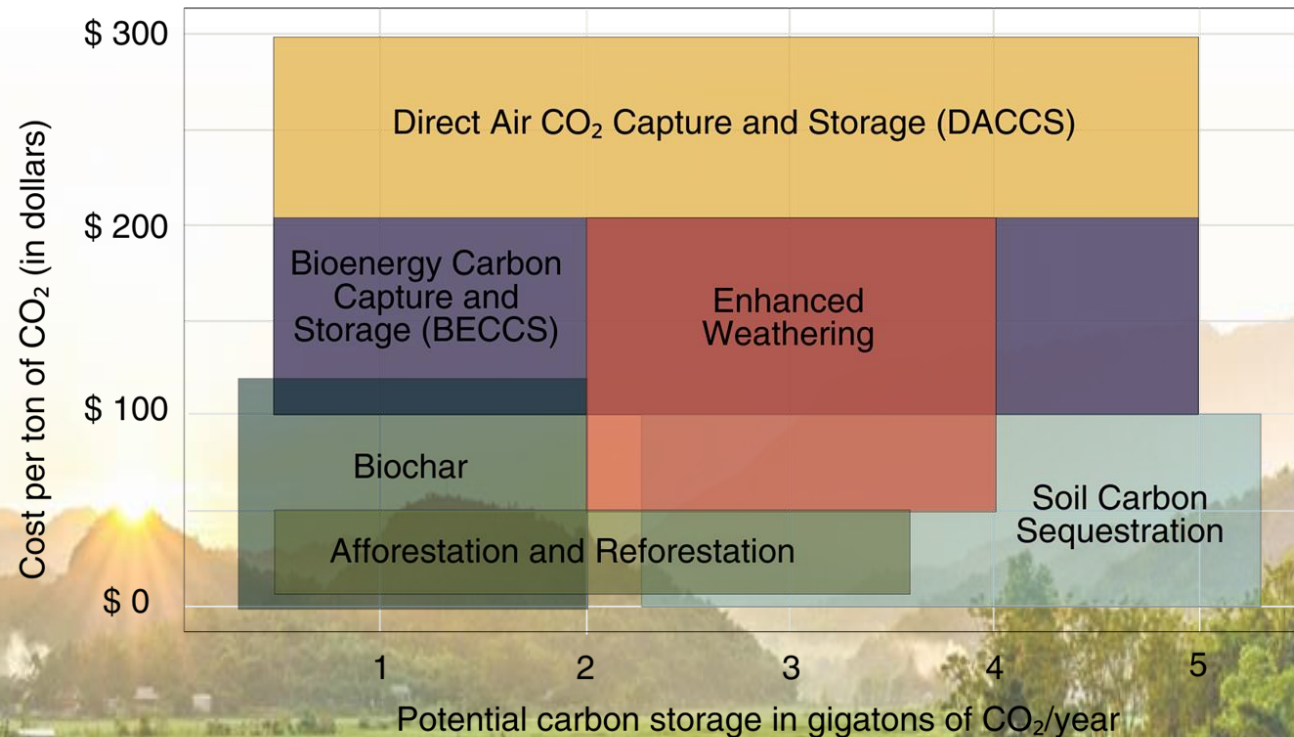 $ 300
$ 200
$ 100
$ 0
Cost per ton of CO₂ (in dollars)
Direct Air CO₂ Capture and Storage (DACCS)
Bioenergy Carbon
Capture and
Storage (BECCS)
Enhanced
Weathering
Biochar
Soil Carbon
Sequestration
Afforestation and Reforestation
1 2 3 4 5
Potential carbon storage in gigatons of CO₂/year